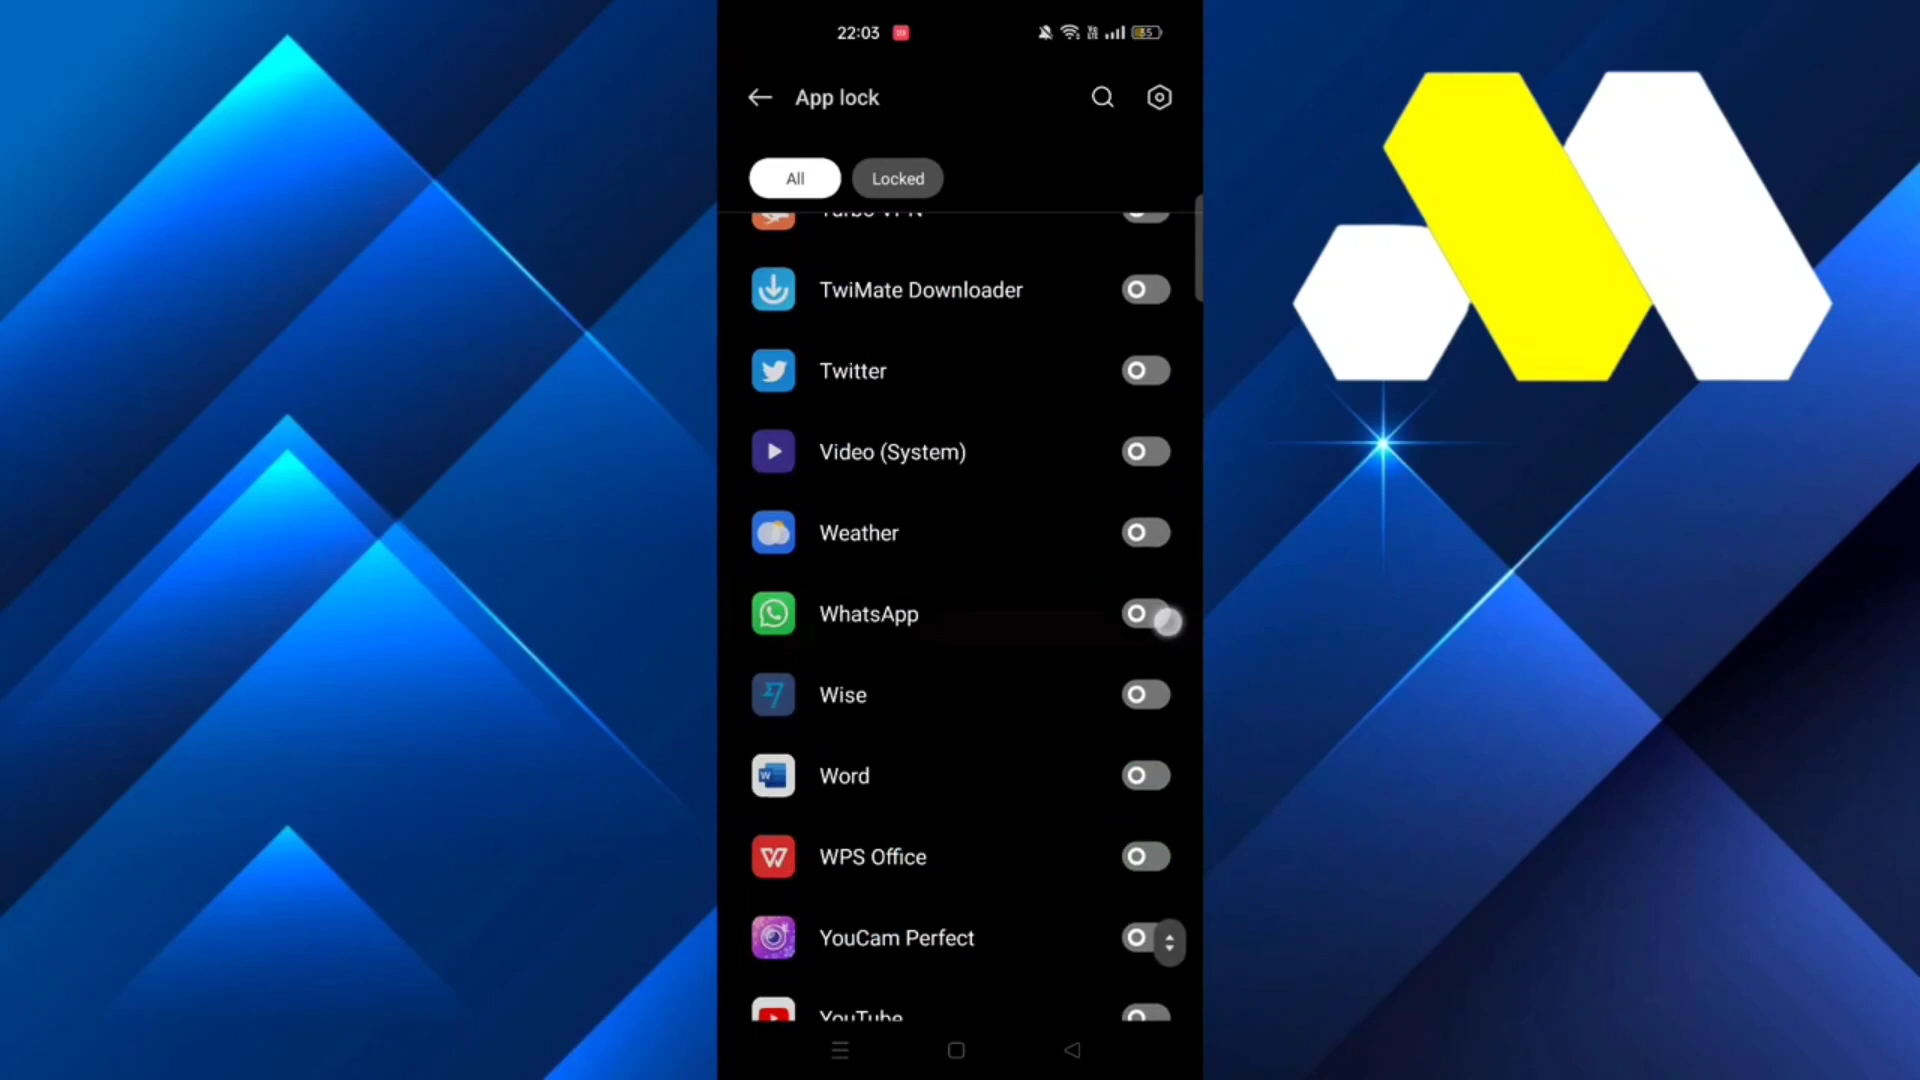 22:03
App lock
All
Locked
Turbo VPN
TwiMate Downloader
Twitter
Video (System)
Weather
WhatsApp
Wise
Word
WPS Office
YouCam Perfect
YouTube